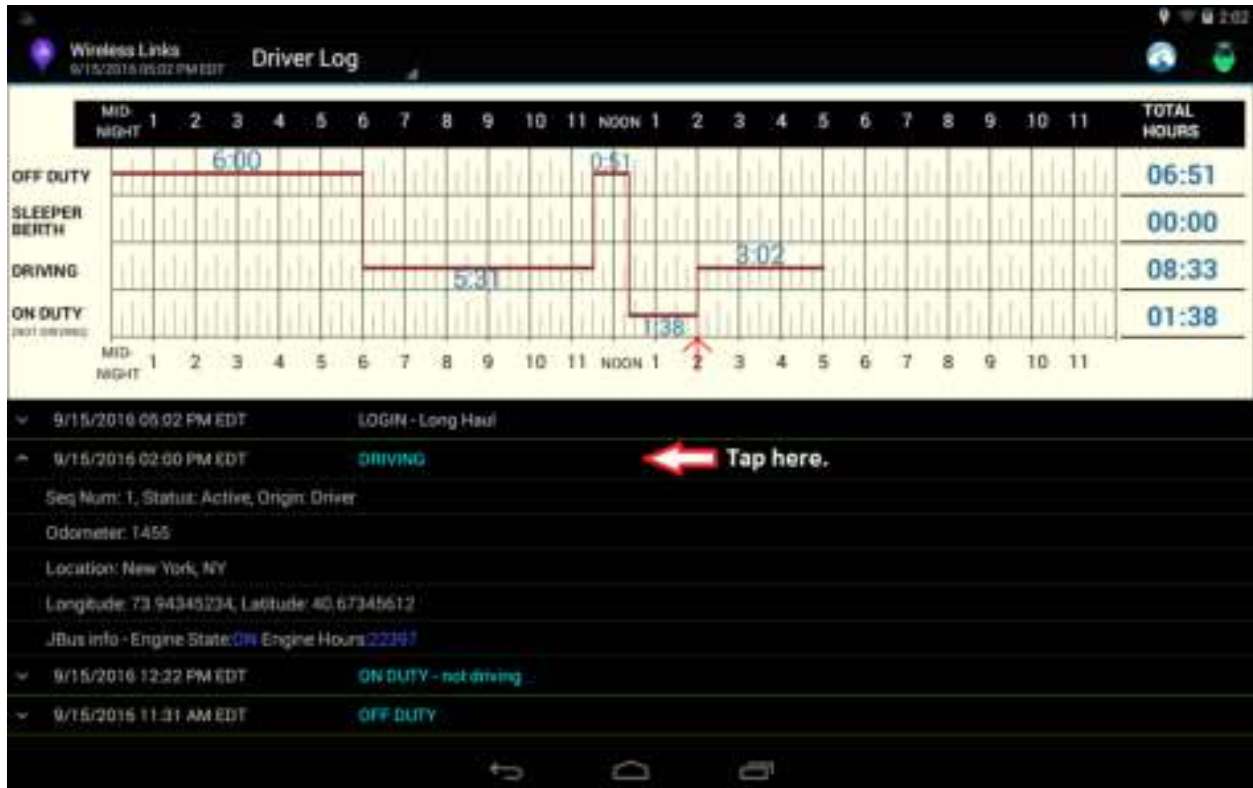 2:02
Wireless Links
9/15/2016 05:02 PM EDT
Driver Log
MID-NIGHT 1 2 3 4 5 6 7 8 9 10 11 NOON 1 2 3 4 5 6 7 8 9 10 11 TOTAL HOURS
6:00 0:51
OFF DUTY 06:51
SLEEPER BERTH 00:00
3:02
DRIVING 08:33
5:31
ON DUTY 01:38
(NOT DRIVING)
1:38
MID-NIGHT 1 2 3 4 5 6 7 8 9 10 11 NOON 1 2 3 4 5 6 7 8 9 10 11
9/15/2016 05:02 PM EDT LOGIN - Long Haul
9/15/2016 02:00 PM EDT DRIVING Tap here.
Seq Num: 1, Status: Active, Origin: Driver
Odometer: 1455
Location: New York, NY
Longitude: 73.94345234, Latitude: 40.67345612
JBus info - Engine State:ON Engine Hours:22397
9/15/2016 12:22 PM EDT ON DUTY - not driving
9/15/2016 11:31 AM EDT OFF DUTY